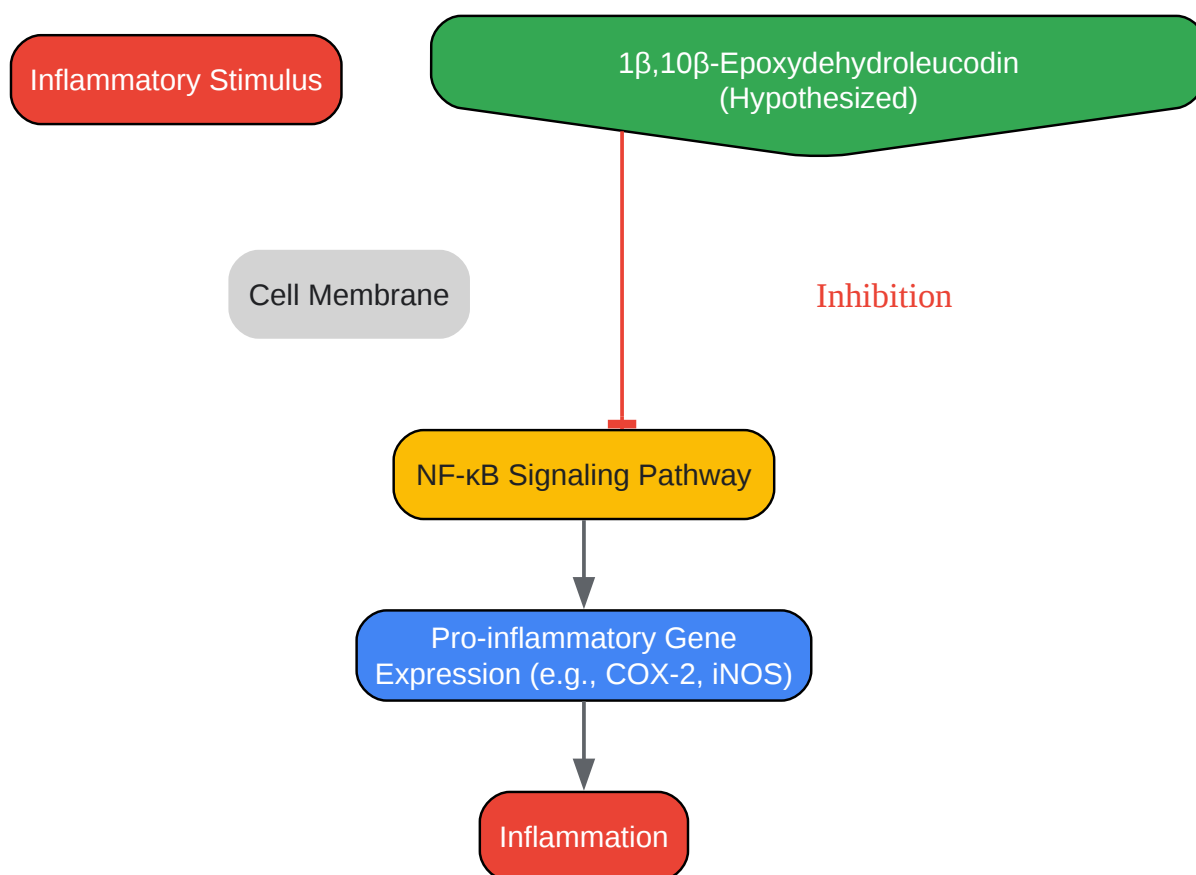 Inflammatory Stimulus
1β,10β-Epoxydehydroleucodin
(Hypothesized)
Cell Membrane
Inhibition
NF-κB Signaling Pathway
Pro-inflammatory Gene
Expression (e.g., COX-2, iNOS)
Inflammation